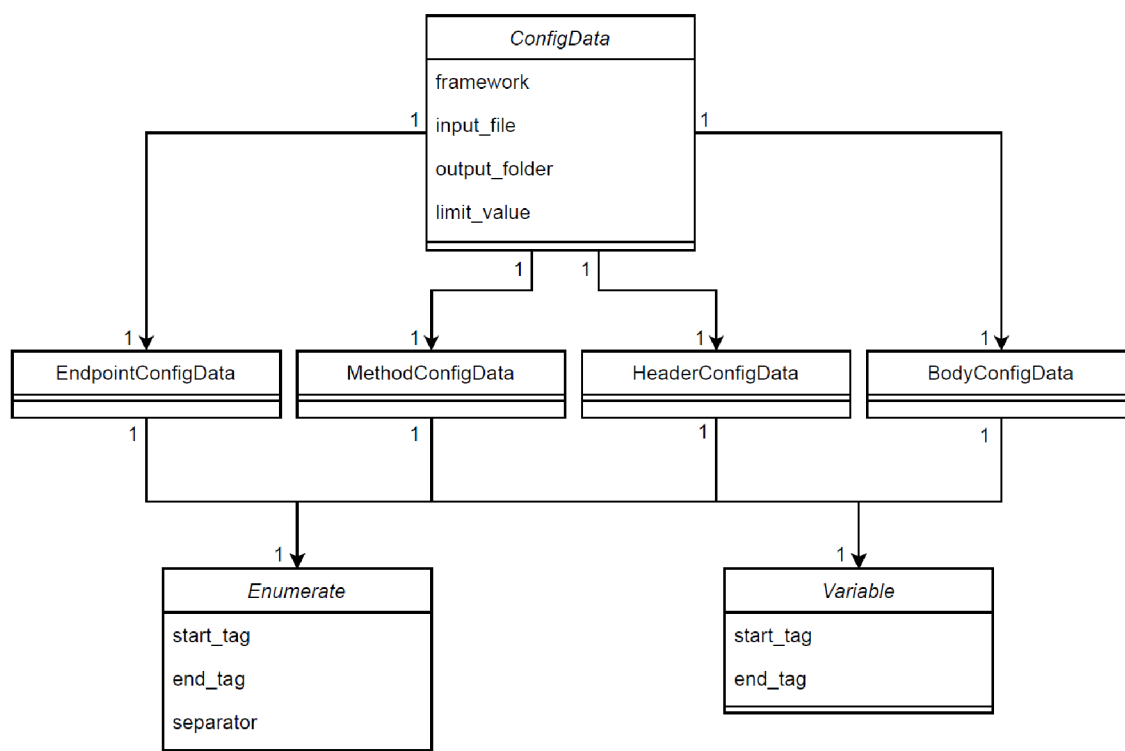 ConfigData
framework
input_file
output_folder
limit_value
1
1
1
1
1
1
1
1
EndpointConfigData
MethodConfigData
HeaderConfigData
BodyConfigData
1
1
1
1
1
1
Enumerate
start_tag
end_tag
separator
Variable
start_tag
end_tag